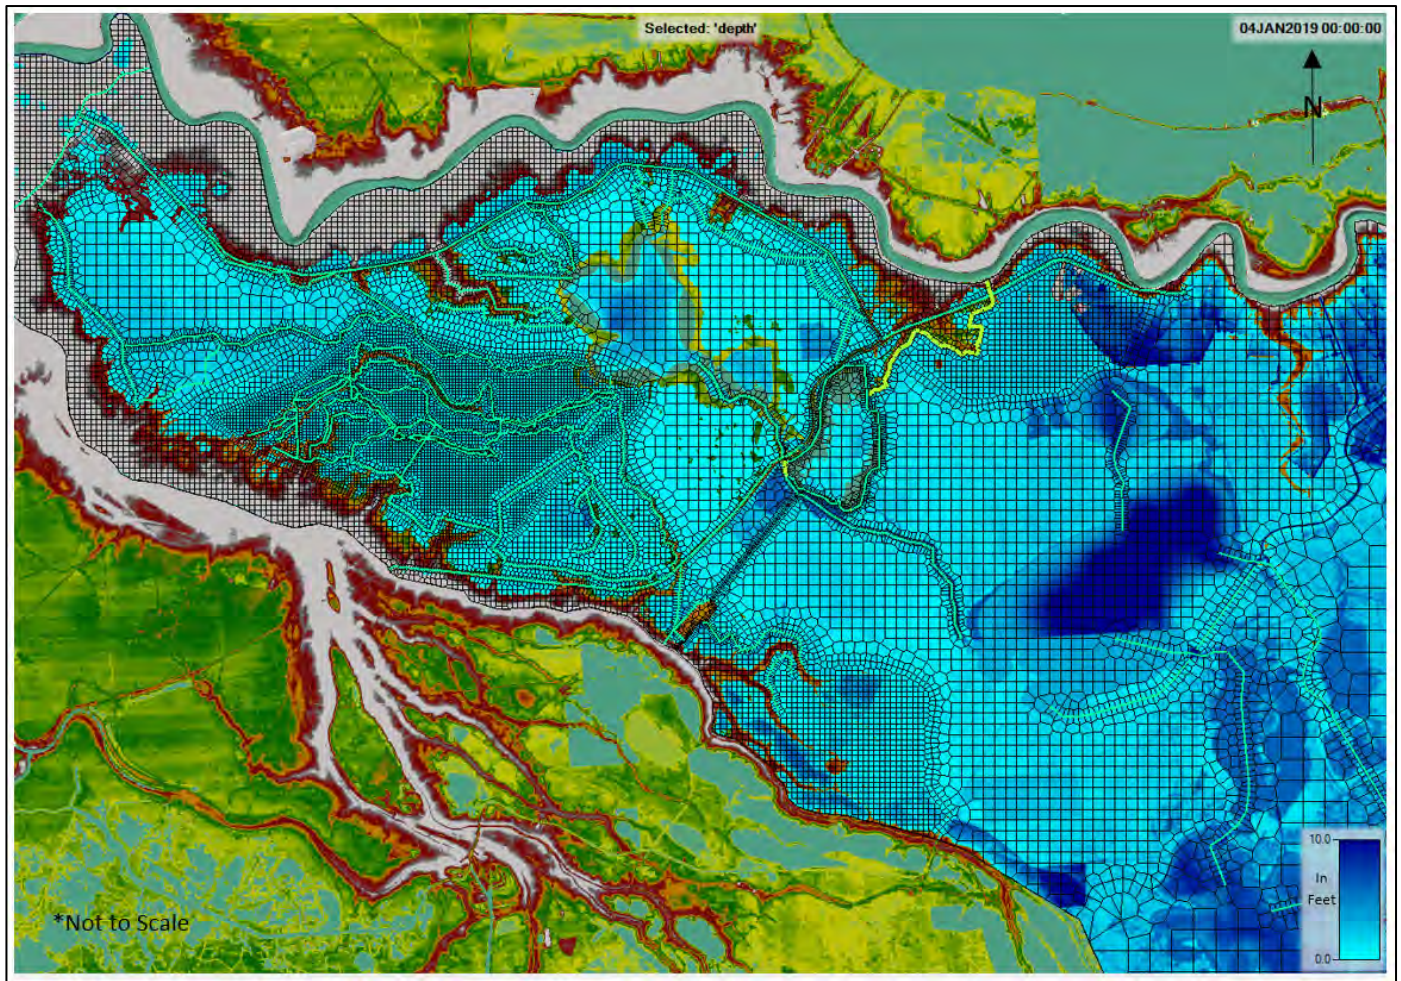 Selected: 'depth'
04JAN2019 00:00:00
N
10.0
In
Feet
0.0
*Not to Scale